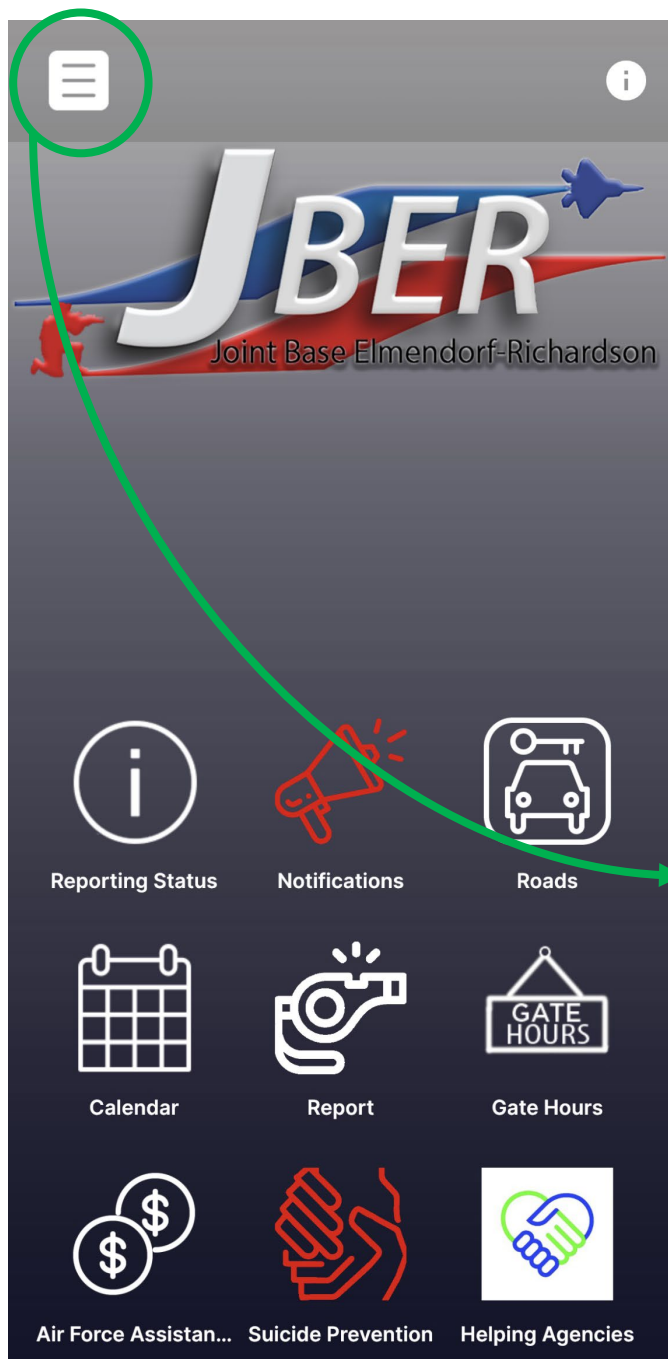 JBER
Joint Base Elmendorf-Richardson
Reporting Status
Notifications
Roads
GATE
HOURS
Calendar
Report
Gate Hours
$
$
Air Force Assistan...
Suicide Prevention
Helping Agencies